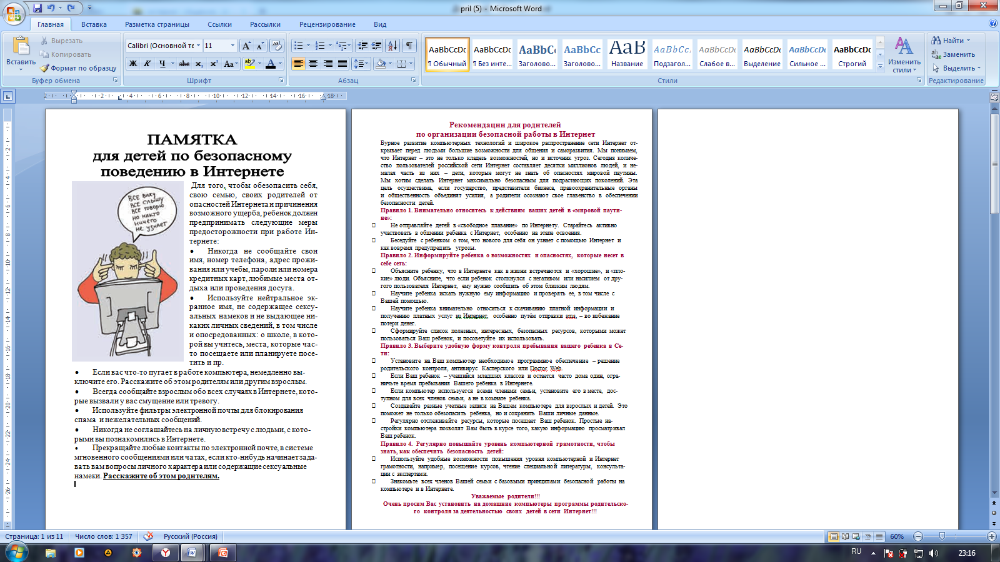 pril (5) - Microsoft Word
Главная Вставка Разметка страницы Ссылки Рассылки Рецензирование Вид
Вставить
Вырезать
Копировать
Формат по образцу
Буфер обмена
Calibri (Основной те 11
Шрифт
Абзац
AaBbCcDc AaBbCcDc AaBbC AaBbCc AaB AaBbCc. AaBbCcDc AaBbCcDc AaBbCcDc AaBbCcDc
¶ Обычный ¶ Без инте... Заголово... Заголово... Название Подзагол... Слабое в... Выделение Сильное ... Строгий
Стили
Изменить стили
Найти
Заменить
Выделить
Редактирование
ПАМЯТКА
для детей по безопасному
поведению в Интернете
ВСЕ ВИЖУ
ВСЕ СЛЫШУ
ВСЕ ГОВОРЮ
НО НИКТО
НИЧЕГО
НЕ УЗНАЕТ
Для того, чтобы обезопасить себя,
свою семью, своих родителей от
опасностей Интернета и причинения
возможного ущерба, ребенок должен
предпринимать следующие меры
предосторожности при работе Ин-
тернете:
• Никогда не сообщайте свои
имя, номер телефона, адрес прожи-
вания или учебы, пароли или номера
кредитных карт, любимые места от-
дыха или проведения досуга.
• Используйте нейтральное эк-
ранное имя, не содержащее сексу-
альных намеков и не выдающее ни-
каких личных сведений, в том числе
и опосредованных: о школе, в кото-
рой вы учитесь, места, которые час-
то посещаете или планируете посе-
тить и пр.
• Если вас что-то пугает в работе компьютера, немедленно вы-
ключите его. Расскажите об этом родителям или другим взрослым.
• Всегда сообщайте взрослым обо всех случаях в Интернете, кото-
рые вызвали у вас смущение или тревогу.
• Используйте фильтры электронной почты для блокирования
спама и нежелательных сообщений.
• Никогда не соглашайтесь на личную встречу с людьми, с кото-
рыми вы познакомились в Интернете.
• Прекращайте любые контакты по электронной почте, в системе
мгновенного сообщениями или чатах, если кто-нибудь начинает зада-
вать вам вопросы личного характера или содержащие сексуальные
намеки. Расскажите об этом родителям.
Рекомендации для родителей
по организации безопасной работы в Интернет
Бурное развитие компьютерных технологий и широкое распространение сети Интернет от-
крывает перед людьми большие возможности для общения и саморазвития. Мы понимаем,
что Интернет – это не только кладезь возможностей, но и источник угроз. Сегодня количе-
ство пользователей российской сети Интернет составляет десятки миллионов людей, и не-
малая часть из них – дети, которые могут не знать об опасностях мировой паутины.
Мы хотим сделать Интернет максимально безопасным для подрастающих поколений. Эта
цель осуществима, если государство, представители бизнеса, правоохранительные органы
и общественность объединят усилия, а родители осознают свое главенство в обеспечении
безопасности детей.
Правило 1. Внимательно относитесь к действиям ваших детей в «мировой паути-
не»:
Не отправляйте детей в «свободное плавание» по Интернету. Старайтесь активно
участвовать в общении ребенка с Интернет, особенно на этапе освоения.
Беседуйте с ребенком о том, что нового для себя он узнает с помощью Интернет и
как вовремя предупредить угрозы.
Правило 2. Информируйте ребенка о возможностях и опасностях, которые несет в
себе сеть:
Объясните ребенку, что в Интернете как в жизни встречаются и «хорошие», и «пло-
хие» люди. Объясните, что если ребенок столкнулся с негативом или насилием от дру-
гого пользователя Интернет, ему нужно сообщить об этом близким людям.
Научите ребенка искать нужную ему информацию и проверять ее, в том числе с
Вашей помощью.
Научите ребенка внимательно относиться к скачиванию платной информации и
получению платных услуг из Интернет, особенно путём отправки sms, – во избежание
потери денег.
Сформируйте список полезных, интересных, безопасных ресурсов, которыми может
пользоваться Ваш ребенок, и посоветуйте их использовать.
Правило 3. Выберите удобную форму контроля пребывания вашего ребенка в Се-
ти:
Установите на Ваш компьютер необходимое программное обеспечение – решение
родительского контроля, антивирус Касперского или Doctor Web.
Если Ваш ребенок – учащийся младших классов и остается часто дома один, огра-
ничьте время пребывания Вашего ребенка в Интернете.
Если компьютер используется всеми членами семьи, установите его в месте, дос-
тупном для всех членов семьи, а не в комнате ребенка.
Создавайте разные учетные записи на Вашем компьютере для взрослых и детей. Это
поможет не только обезопасить ребенка, но и сохранить Ваши личные данные.
Регулярно отслеживайте ресурсы, которые посещает Ваш ребенок. Простые на-
стройки компьютера позволят Вам быть в курсе того, какую информацию просматривал
Ваш ребенок.
Правило 4. Регулярно повышайте уровень компьютерной грамотности, чтобы
знать, как обеспечить безопасность детей:
Используйте удобные возможности повышения уровня компьютерной и Интернет
грамотности, например, посещение курсов, чтение специальной литературы, консульта-
ции с экспертами.
Знакомьте всех членов Вашей семьи с базовыми принципами безопасной работы на
компьютере и в Интернете.
Уважаемые родители!!!
Очень просим Вас установить на домашние компьютеры программы родительско-
го контроля за деятельностью своих детей в сети Интернет!!!
Страница: 1 из 11 Число слов: 1 357 Русский (Россия) 60%
RU 23:16